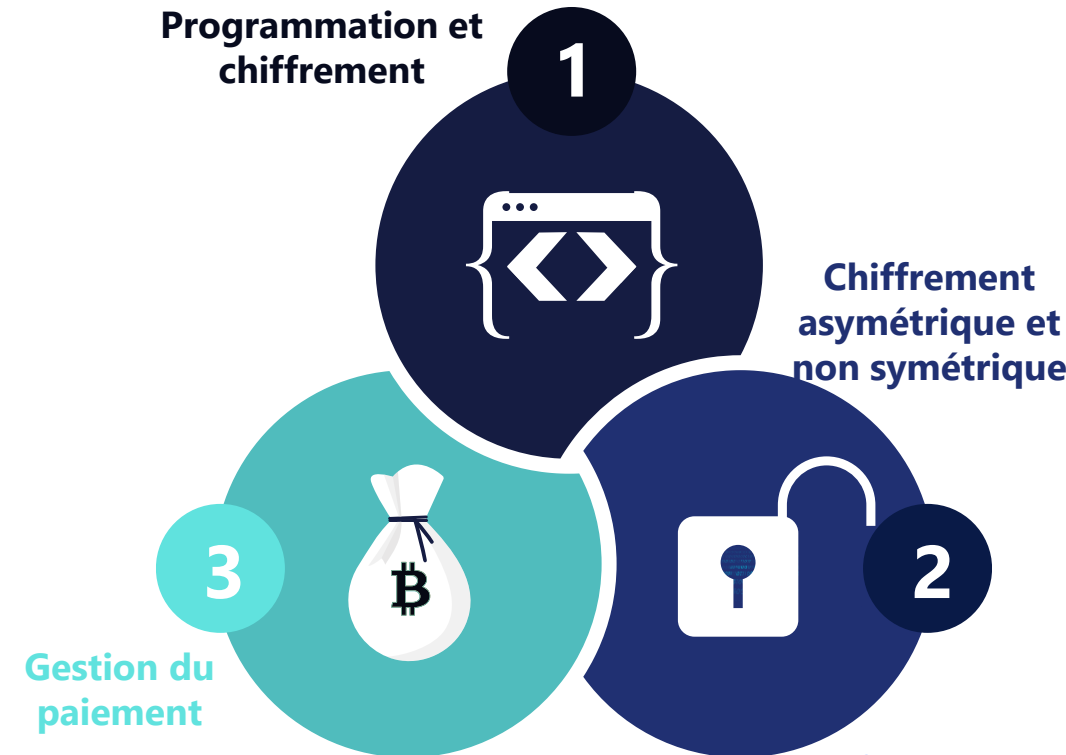 Programmation et
chiffrement
1
Chiffrement
asymétrique et
non symétrique
2
3
Gestion du
paiement